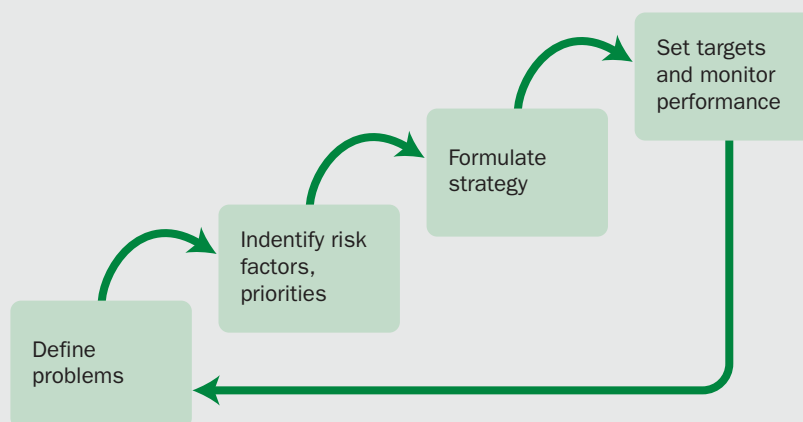 Set targets
and monitor
performance
Formulate
strategy
Indentify risk
factors,
priorities
Define
problems